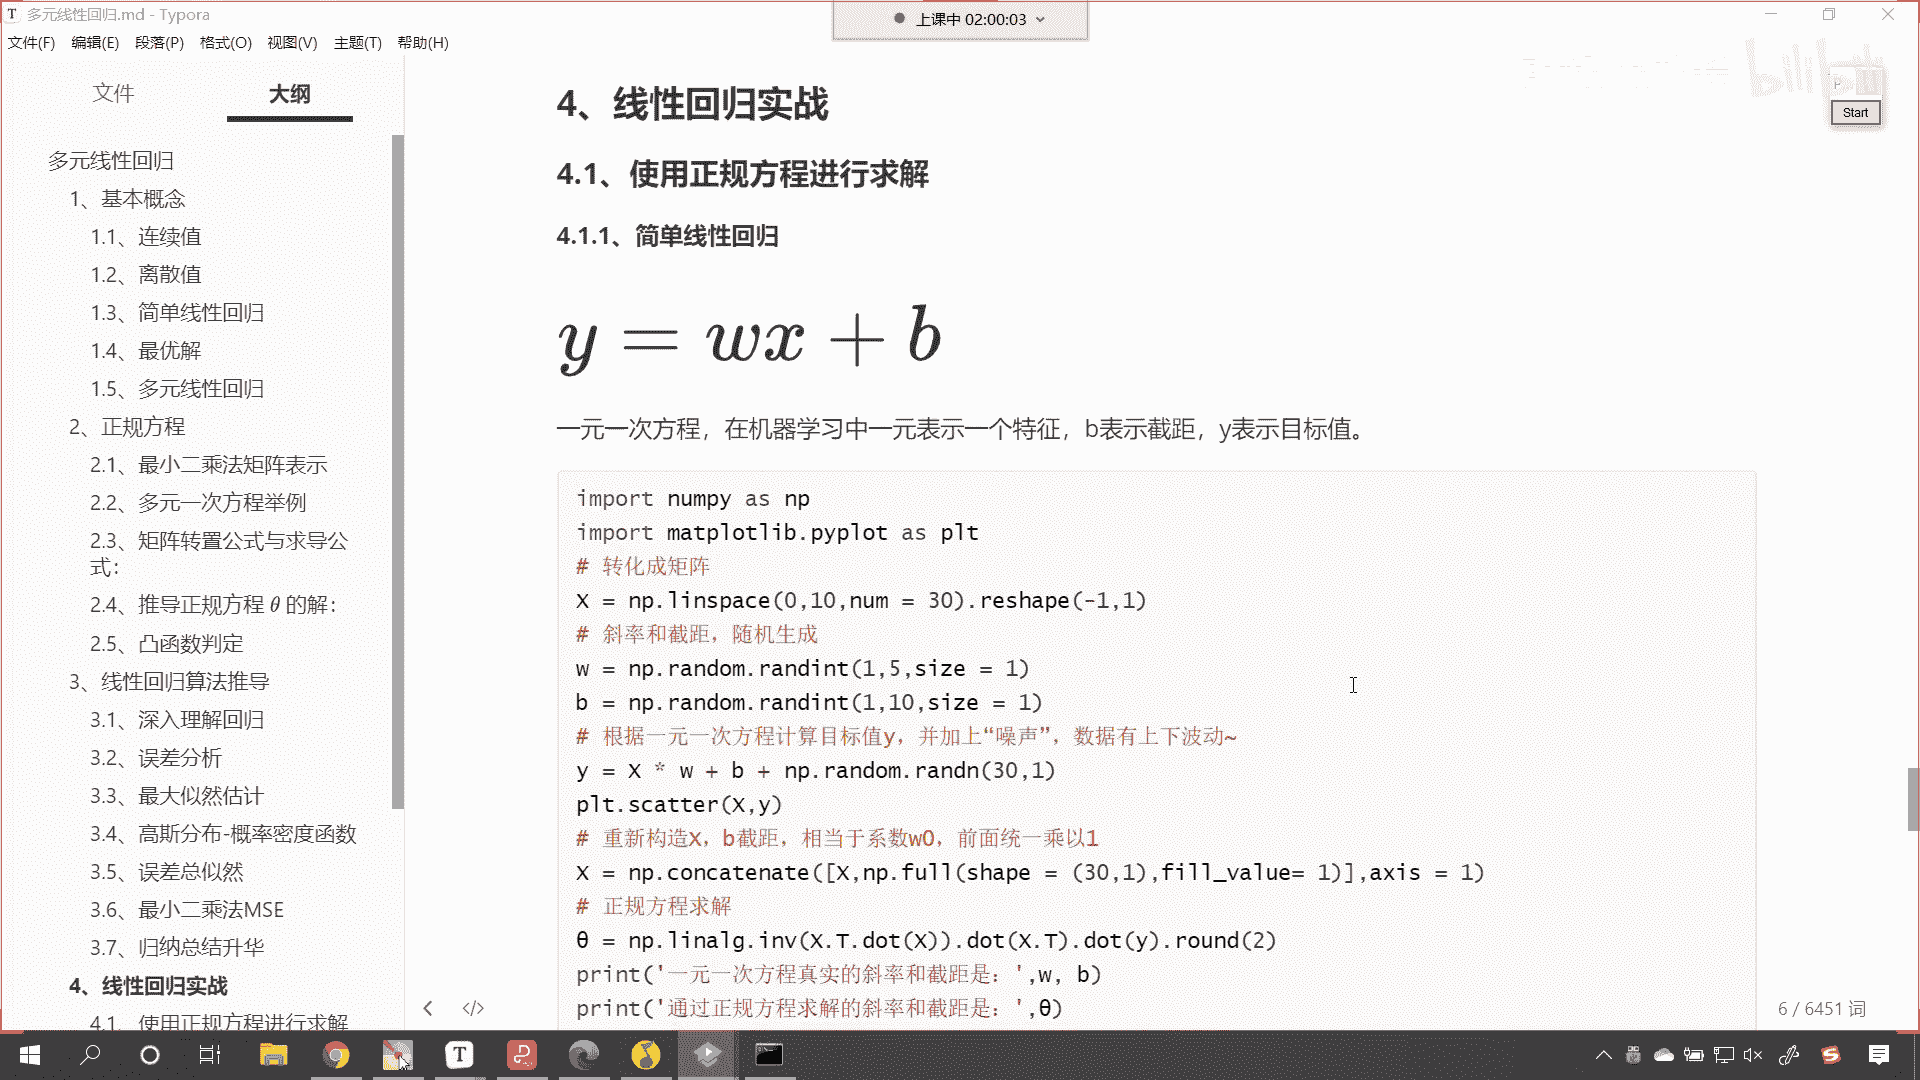 多元线性回归.md - Typora
上课中 02:00:03
文件(F) 编辑(E) 段落(P) 格式(O) 视图(V) 主题(T) 帮助(H)
bilibili
Start
文件 大纲
多元线性回归
1、基本概念
1.1、连续值
1.2、离散值
1.3、简单线性回归
1.4、最优解
1.5、多元线性回归
2、正规方程
2.1、最小二乘法矩阵表示
2.2、多元一次方程举例
2.3、矩阵转置公式与求导公
式：
2.4、推导正规方程 θ 的解：
2.5、凸函数判定
3、线性回归算法推导
3.1、深入理解回归
3.2、误差分析
3.3、最大似然估计
3.4、高斯分布-概率密度函数
3.5、误差总似然
3.6、最小二乘法MSE
3.7、归纳总结升华
4、线性回归实战
4.1、使用正规方程进行求解
4、线性回归实战
4.1、使用正规方程进行求解
4.1.1、简单线性回归
y = wx + b
一元一次方程，在机器学习中一元表示一个特征，b表示截距，y表示目标值。
import numpy as np
import matplotlib.pyplot as plt
# 转化成矩阵
X = np.linspace(0,10,num = 30).reshape(-1,1)
# 斜率和截距，随机生成
w = np.random.randint(1,5,size = 1)
b = np.random.randint(1,10,size = 1)
# 根据一元一次方程计算目标值y，并加上“噪声”，数据有上下波动~
y = X * w + b + np.random.randn(30,1)
plt.scatter(X,y)
# 重新构造X，b截距，相当于系数w0，前面统一乘以1
X = np.concatenate([X,np.full(shape = (30,1),fill_value= 1)],axis = 1)
# 正规方程求解
θ = np.linalg.inv(X.T.dot(X)).dot(X.T).dot(y).round(2)
print('一元一次方程真实的斜率和截距是：',w, b)
print('通过正规方程求解的斜率和截距是：',θ)
6 / 6451 词